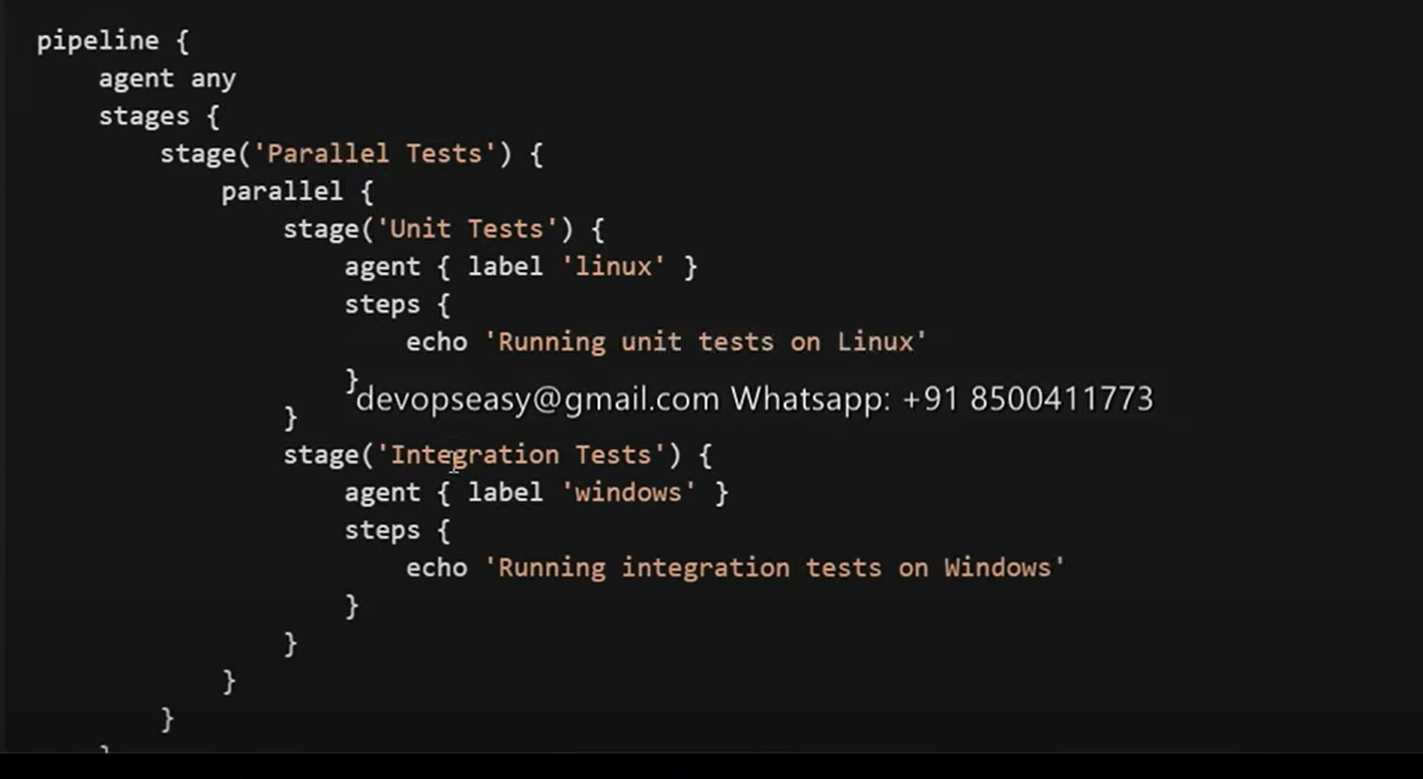 pipeline {
    agent any
    stages {
        stage('Parallel Tests') {
            parallel {
                stage('Unit Tests') {
                    agent { label 'linux' }
                    steps {
                        echo 'Running unit tests on Linux'
                    }
devopseasy@gmail.com Whatsapp: +91 8500411773
                }
                stage('Integration Tests') {
                    agent { label 'windows' }
                    steps {
                        echo 'Running integration tests on Windows'
                    }
                }
            }
        }